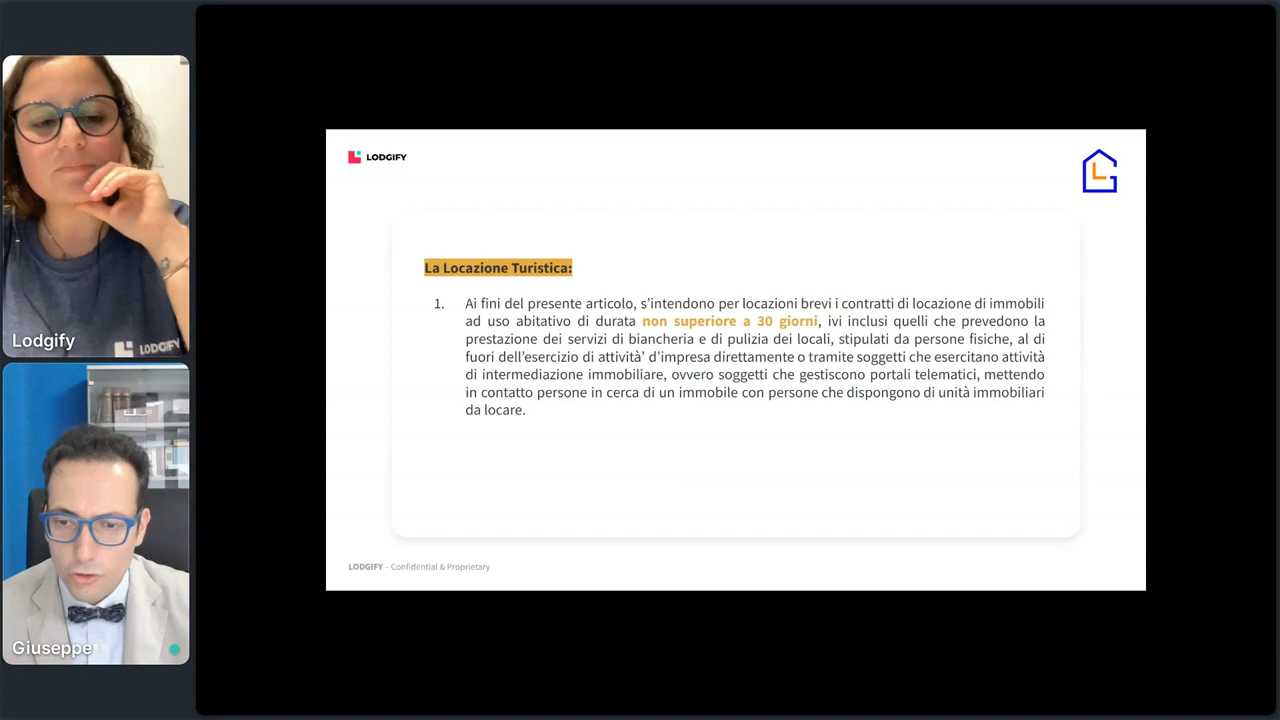 Lodgify
LODGIFY
Giuseppe
LODGIFY
La Locazione Turistica:
1. Ai fini del presente articolo, s’intendono per locazioni brevi i contratti di locazione di immobili
ad uso abitativo di durata non superiore a 30 giorni, ivi inclusi quelli che prevedono la
prestazione dei servizi di biancheria e di pulizia dei locali, stipulati da persone fisiche, al di
fuori dell’esercizio di attività’ d’impresa direttamente o tramite soggetti che esercitano attività
di intermediazione immobiliare, ovvero soggetti che gestiscono portali telematici, mettendo
in contatto persone in cerca di un immobile con persone che dispongono di unità immobiliari
da locare.
LODGIFY – Confidential & Proprietary